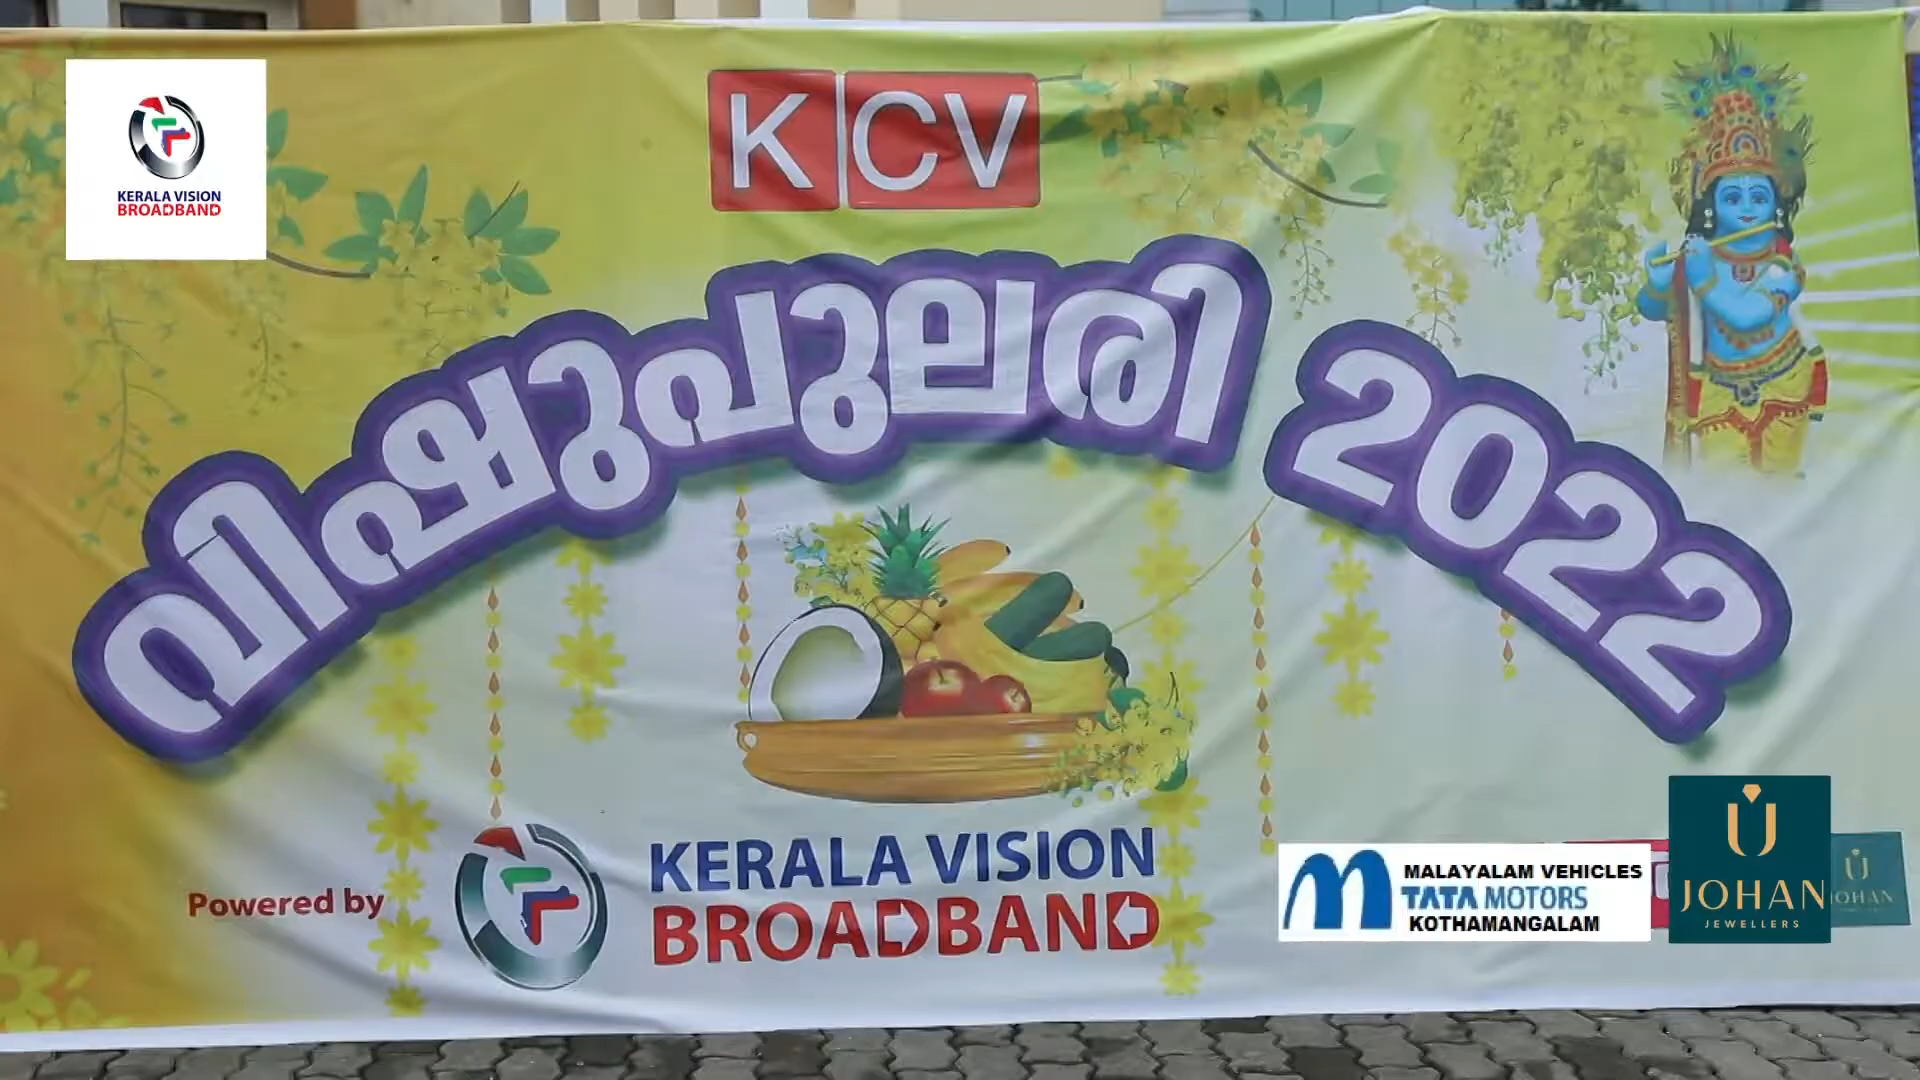 KERALA VISION
BROADBAND
KCV
വിഷുപുലരി 2022
Powered by
KERALA VISION
BROADBAND
MALAYALAM VEHICLES
TATA MOTORS
KOTHAMANGALAM
JOHAN
JEWELLERS